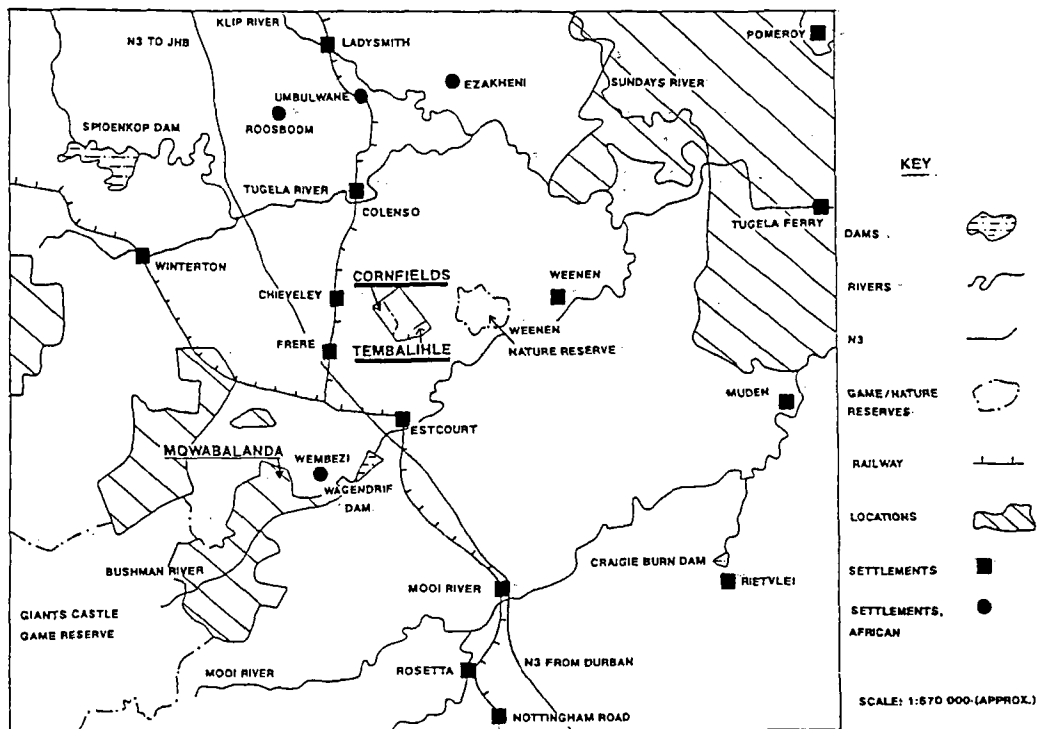 KLIP RIVER
N3 TO JHB
LADYSMITH
POMEROY
EZAKHENI
SUNDAYS RIVER
UMBULWANE
ROOSBOOM
SPIOENKOP DAM
TUGELA RIVER
COLENSO
TUGELA FERRY
WINTERTON
CORNFIELDS
WEENEN
CHIEVELEY
WEENEN
NATURE RESERVE
FRERE
TEMBALIHLE
MUDEN
ESTCOURT
MQWABALANDA
WEMBEZI
WAGENDRIF
DAM
BUSHMAN RIVER
CRAIGIE BURN DAM
MOOI RIVER
RIETVLEI
GIANTS CASTLE
GAME RESERVE
MOOI RIVER
ROSETTA
N3 FROM DURBAN
NOTTINGHAM ROAD
KEY
DAMS
RIVERS
N3
GAME/NATURE
RESERVES
RAILWAY
LOCATIONS
SETTLEMENTS
SETTLEMENTS,
AFRICAN
SCALE: 1:670 000 (APPROX.)